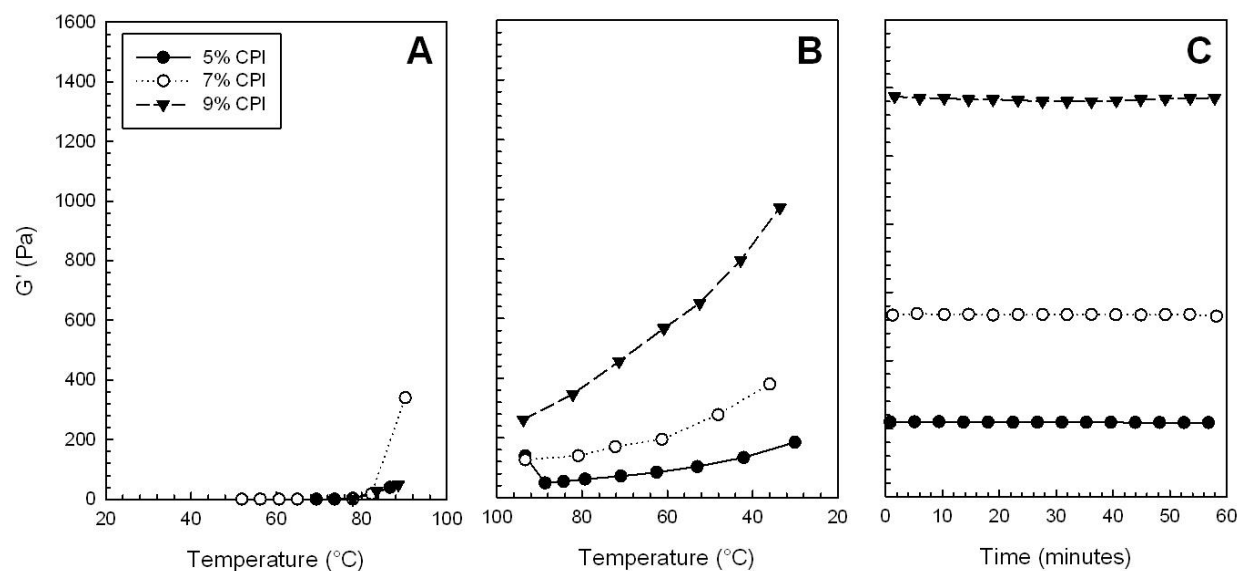 A
B
C
5% CPI
7% CPI
9% CPI
G' (Pa)
1600
1400
1200
1000
800
600
400
200
0
20 40 60 80 100
100 80 60 40 20
0 10 20 30 40 50 60
Temperature (°C)
Temperature (°C)
Time (minutes)